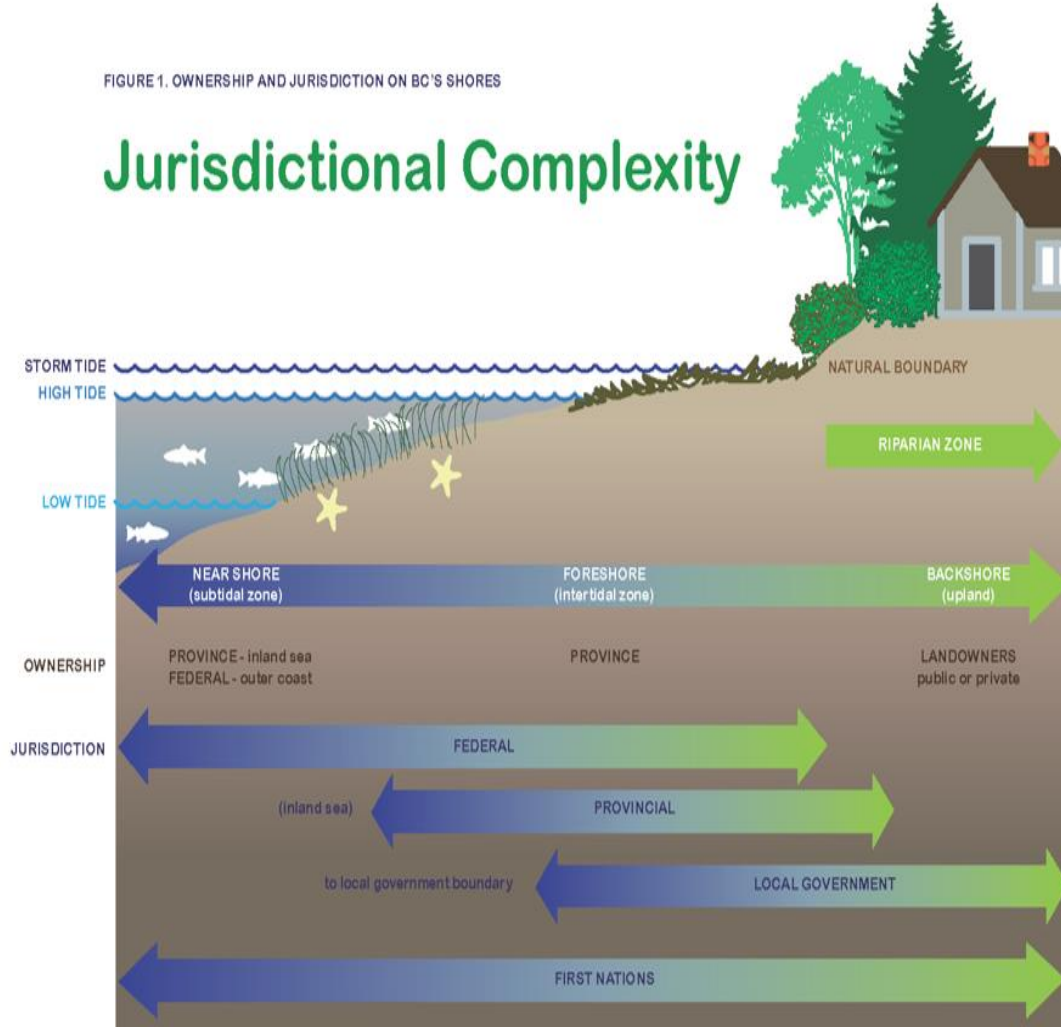 FIGURE 1. OWNERSHIP AND JURISDICTION ON BC'S SHORES
Jurisdictional Complexity
STORM TIDE
NATURAL BOUNDARY
HIGH TIDE
RIPARIAN ZONE
LOW TIDE
NEAR SHORE
(subtidal zone)
FORESHORE
(intertidal zone)
BACKSHORE
(upland)
OWNERSHIP
PROVINCE - inland sea
FEDERAL - outer coast
PROVINCE
LANDOWNERS
public or private
JURISDICTION
FEDERAL
(inland sea)
PROVINCIAL
to local government boundary
LOCAL GOVERNMENT
FIRST NATIONS